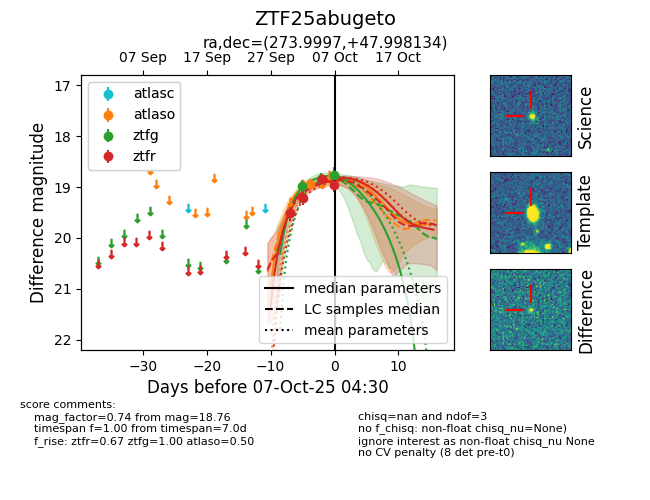 ZTF25abugeto
ra,dec=(273.9997,+47.998134)
07 Sep 17 Sep 27 Sep 07 Oct 17 Oct
17
18
19
20
21
22
Difference magnitude
atlasc
atlaso
ztfg
ztfr
median parameters
LC samples median
mean parameters
−30 −20 −10 0 10
Days before 07-Oct-25 04:30
Science
Template
Difference
score comments:
mag_factor=0.74 from mag=18.76
timespan f=1.00 from timespan=7.0d
f_rise: ztfr=0.67 ztfg=1.00 atlaso=0.50
chisq=nan and ndof=3
no f_chisq: non-float chisq_nu=None)
ignore interest as non-float chisq_nu None
no CV penalty (8 det pre-t0)